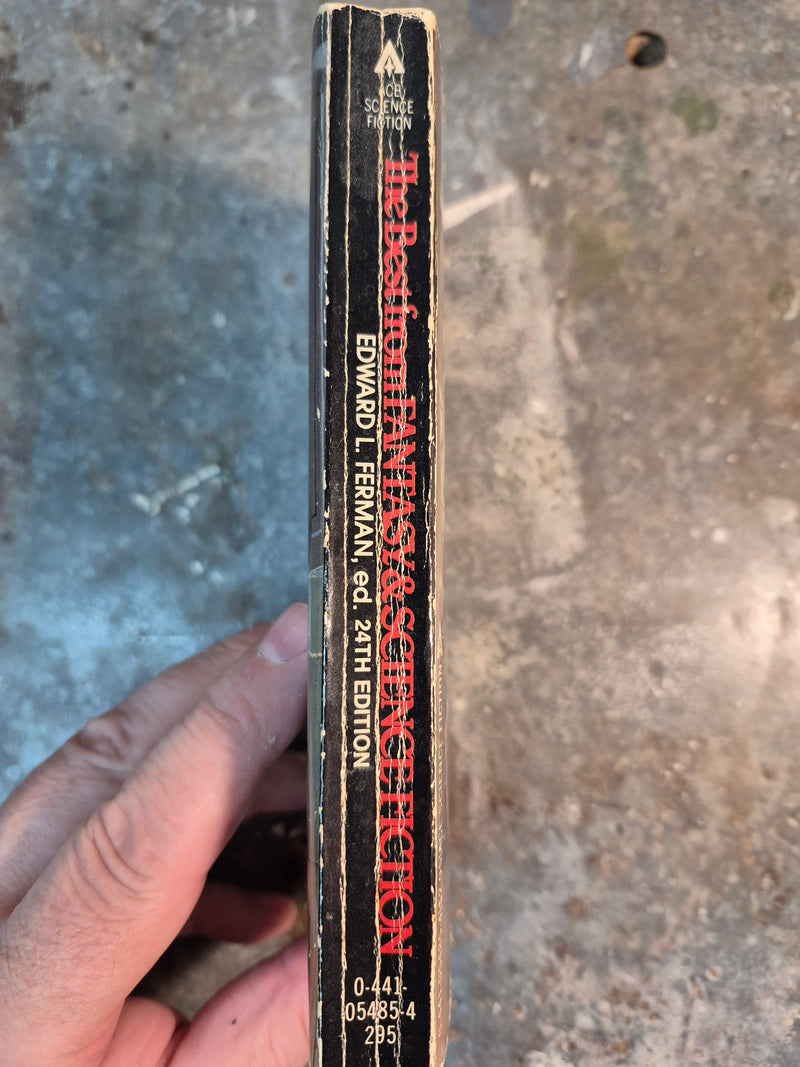 ACE
SCIENCE
FICTION
The Best from FANTASY & SCIENCE FICTION
EDWARD L. FERMAN, ed. 24TH EDITION
0-441-
05485-4
295